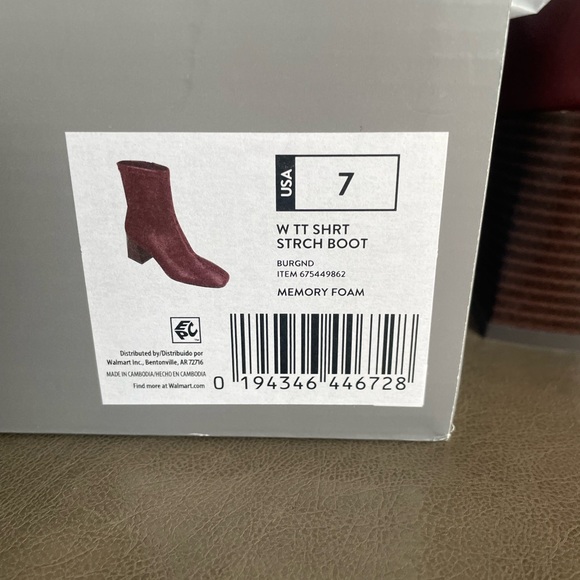 USA
7
W TT SHRT
STRCH BOOT
BURGND
ITEM 675449862
MEMORY FOAM
EPC
Distributed by/Distribuido por
Walmart Inc., Bentonville, AR 72716
MADE IN CAMBODIA/HECHO EN CAMBODIA
Find more at Walmart.com
0 194346 446728